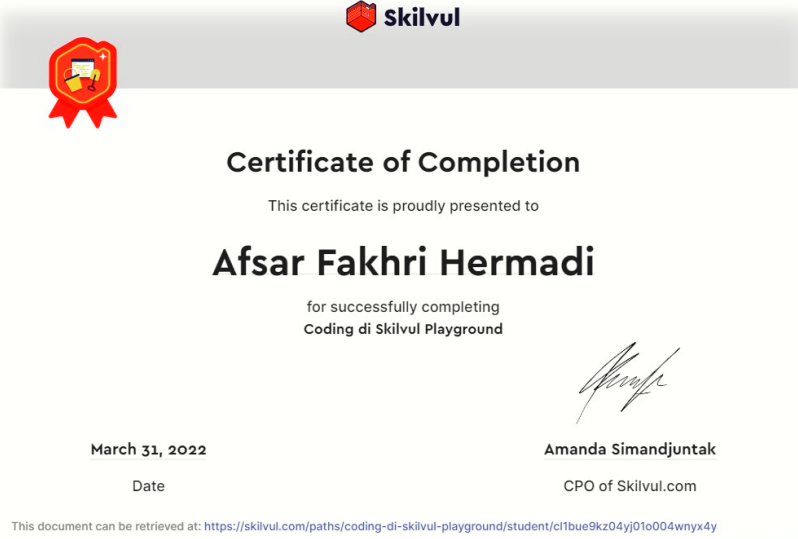 Skilvul
Certificate of Completion
This certificate is proudly presented to
Afsar Fakhri Hermadi
for successfully completing
Coding di Skilvul Playground
March 31, 2022
Amanda Simandjuntak
Date
CPO of Skilvul.com
This document can be retrieved at: https://skilvul.com/paths/coding-di-skilvul-playground/student/cl1bue9kz04yj01o004wnyx4y